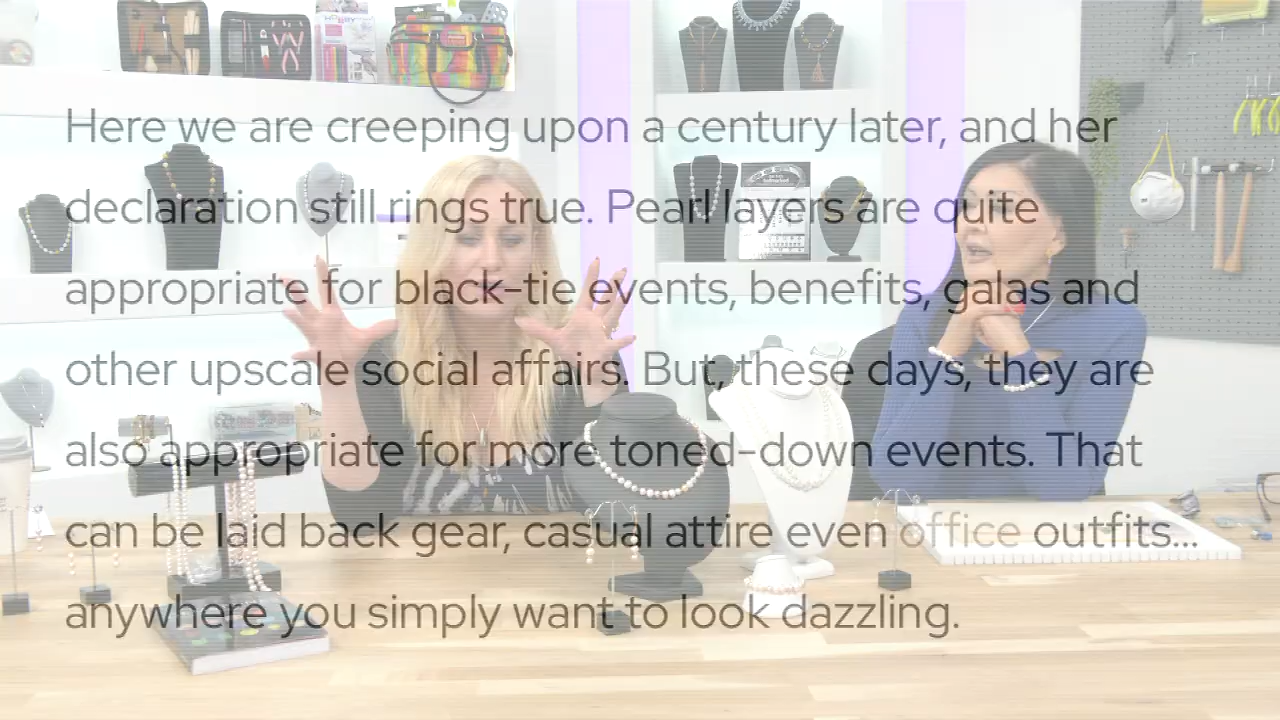 Here we are creeping upon a century later, and her
declaration still rings true. Pearl layers are quite
appropriate for black-tie events, benefits, galas and
other upscale social affairs. But, these days, they are
also appropriate for more toned-down events. That
can be laid back gear, casual attire even office outfits...
anywhere you simply want to look dazzling.